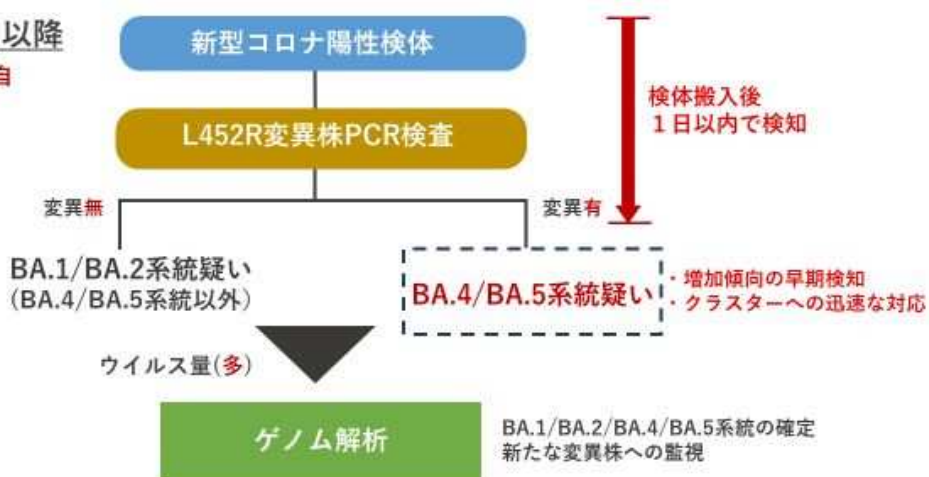 以降
自
新型コロナ陽性検体
L452R変異株PCR検査
検体搬入後
１日以内で検知
変異無
変異有
BA.1/BA.2系統疑い
(BA.4/BA.5系統以外)
BA.4/BA.5系統疑い
・増加傾向の早期検知
・クラスターへの迅速な対応
ウイルス量(多)
ゲノム解析
BA.1/BA.2/BA.4/BA.5系統の確定
新たな変異株への監視